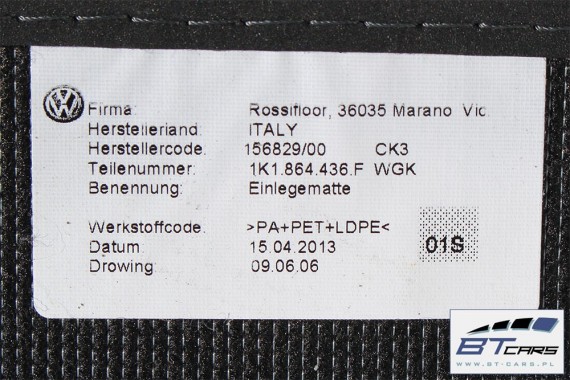 Firma: Rossifloor, 36035 Marano Vic.
Herstellerland: ITALY
Herstellercode: 156829/00 CK3
Teilenummer: 1K1.864.436.F WGK
Benennung: Einlegematte
Werkstoffcode: >PA+PET+LDPE<
Datum: 15.04.2013 01S
Drowing: 09.06.06
BT CARS
WWW.BT-CARS.PL